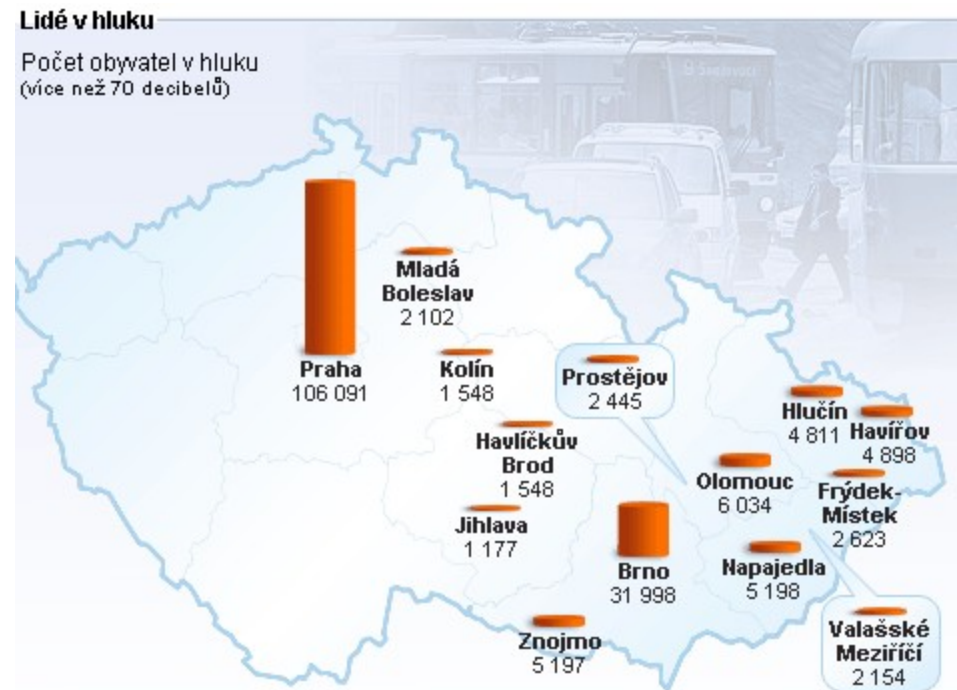 Lidé v hluku
Počet obyvatel v hluku
(více než 70 decibelů)
Mladá
Boleslav
2 102
Praha
106 091
Kolín
1 548
Prostějov
2 445
Hlučín
4 811
Havířov
4 898
Havlíčkův
Brod
1 548
Olomouc
6 034
Frýdek-
Místek
2 623
Jihlava
1 177
Brno
31 998
Napajedla
5 198
Znojmo
5 197
Valašské
Meziříčí
2 154